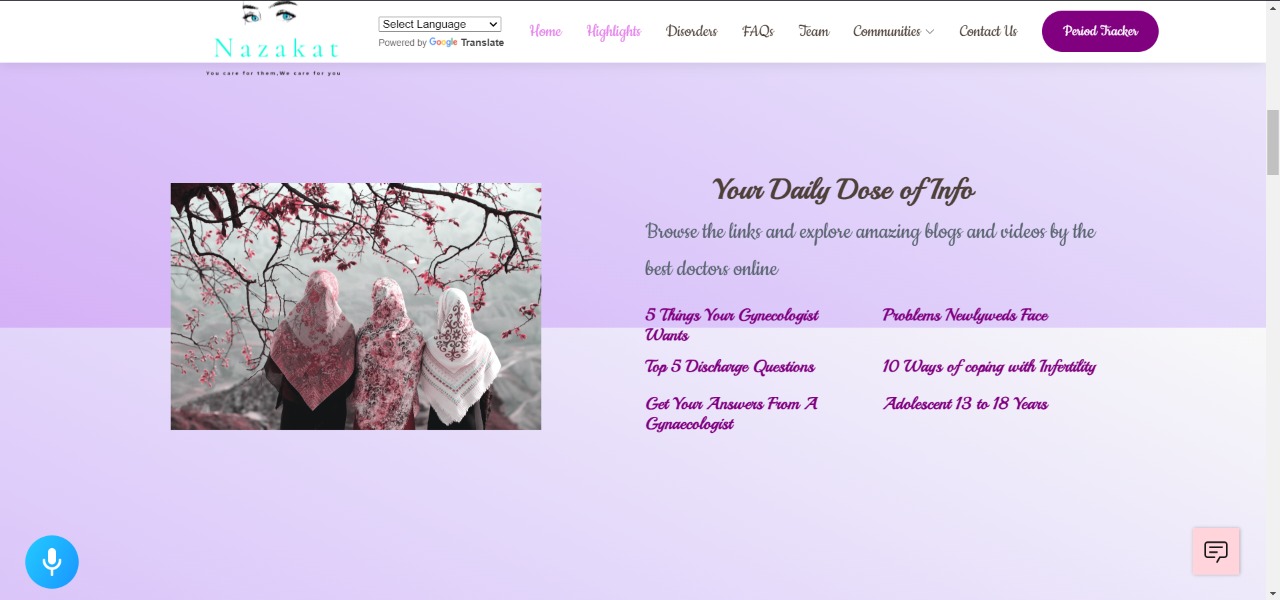 Nazakat
You care for them,We care for you
Select Language
Powered by Google Translate
Home
Highlights
Disorders
FAQs
Team
Communities
Contact Us
Period Tracker
Your Daily Dose of Info
Browse the links and explore amazing blogs and videos by the
best doctors online
5 Things Your Gynecologist
Wants
Problems Newlyweds Face
Top 5 Discharge Questions
10 Ways of coping with Infertility
Get Your Answers From A
Gynaecologist
Adolescent 13 to 18 Years